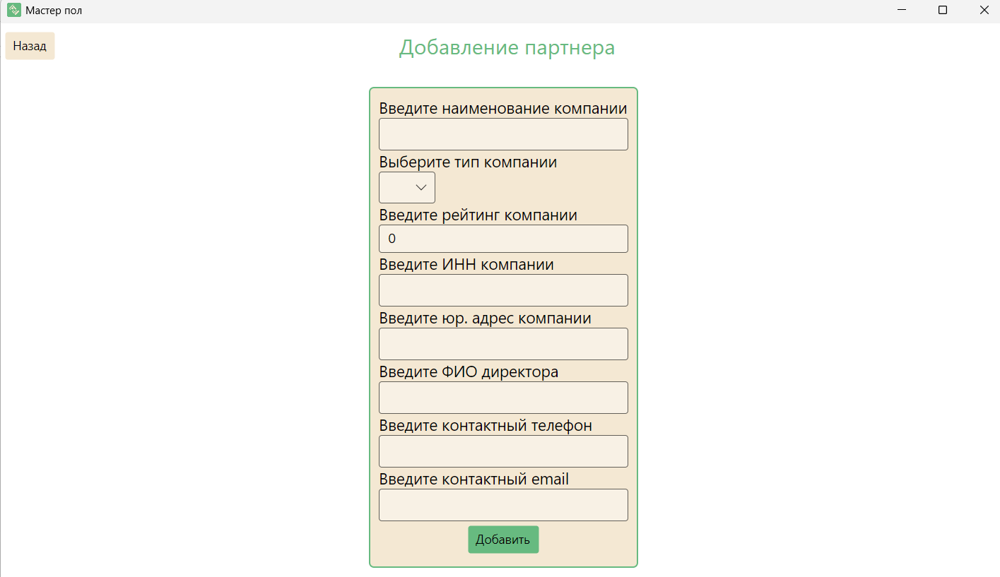 Мастер пол
Назад
Добавление партнера
Введите наименование компании
Выберите тип компании
Введите рейтинг компании
0
Введите ИНН компании
Введите юр. адрес компании
Введите ФИО директора
Введите контактный телефон
Введите контактный email
Добавить